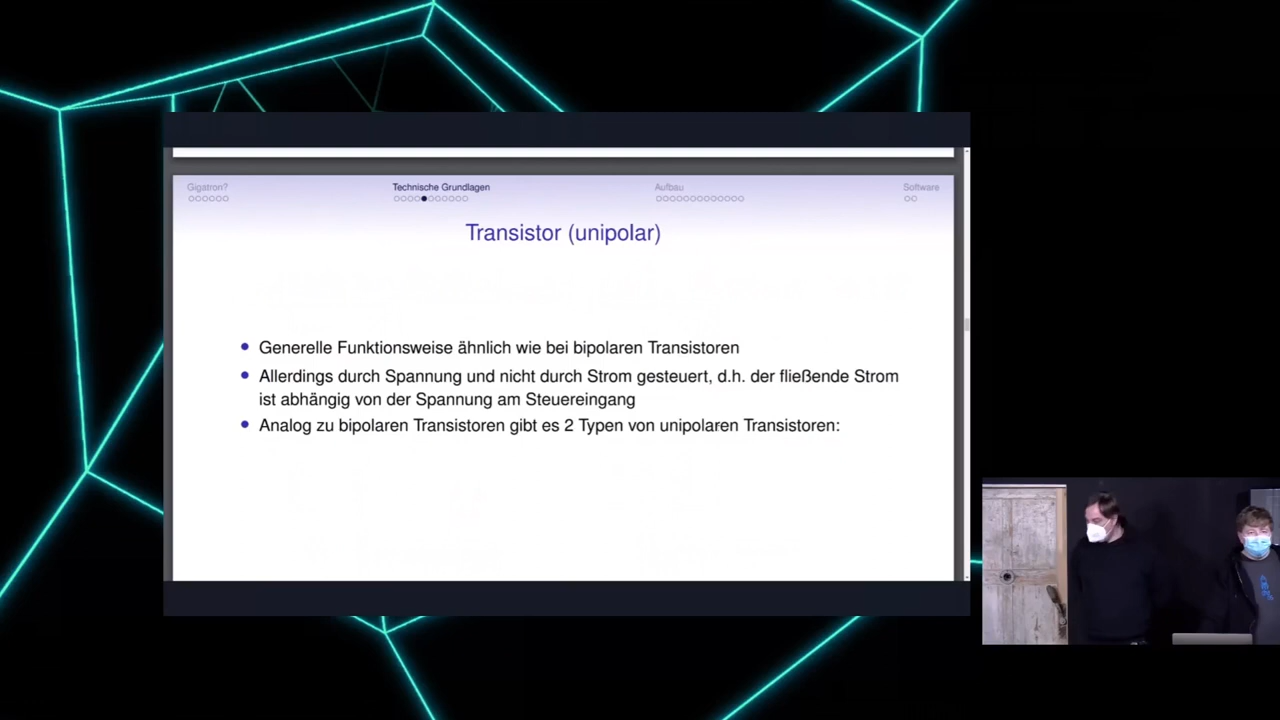 Gigatron?
Technische Grundlagen
Aufbau
Software
Transistor (unipolar)
Generelle Funktionsweise ähnlich wie bei bipolaren Transistoren
Allerdings durch Spannung und nicht durch Strom gesteuert, d.h. der fließende Strom
ist abhängig von der Spannung am Steuereingang
Analog zu bipolaren Transistoren gibt es 2 Typen von unipolaren Transistoren: